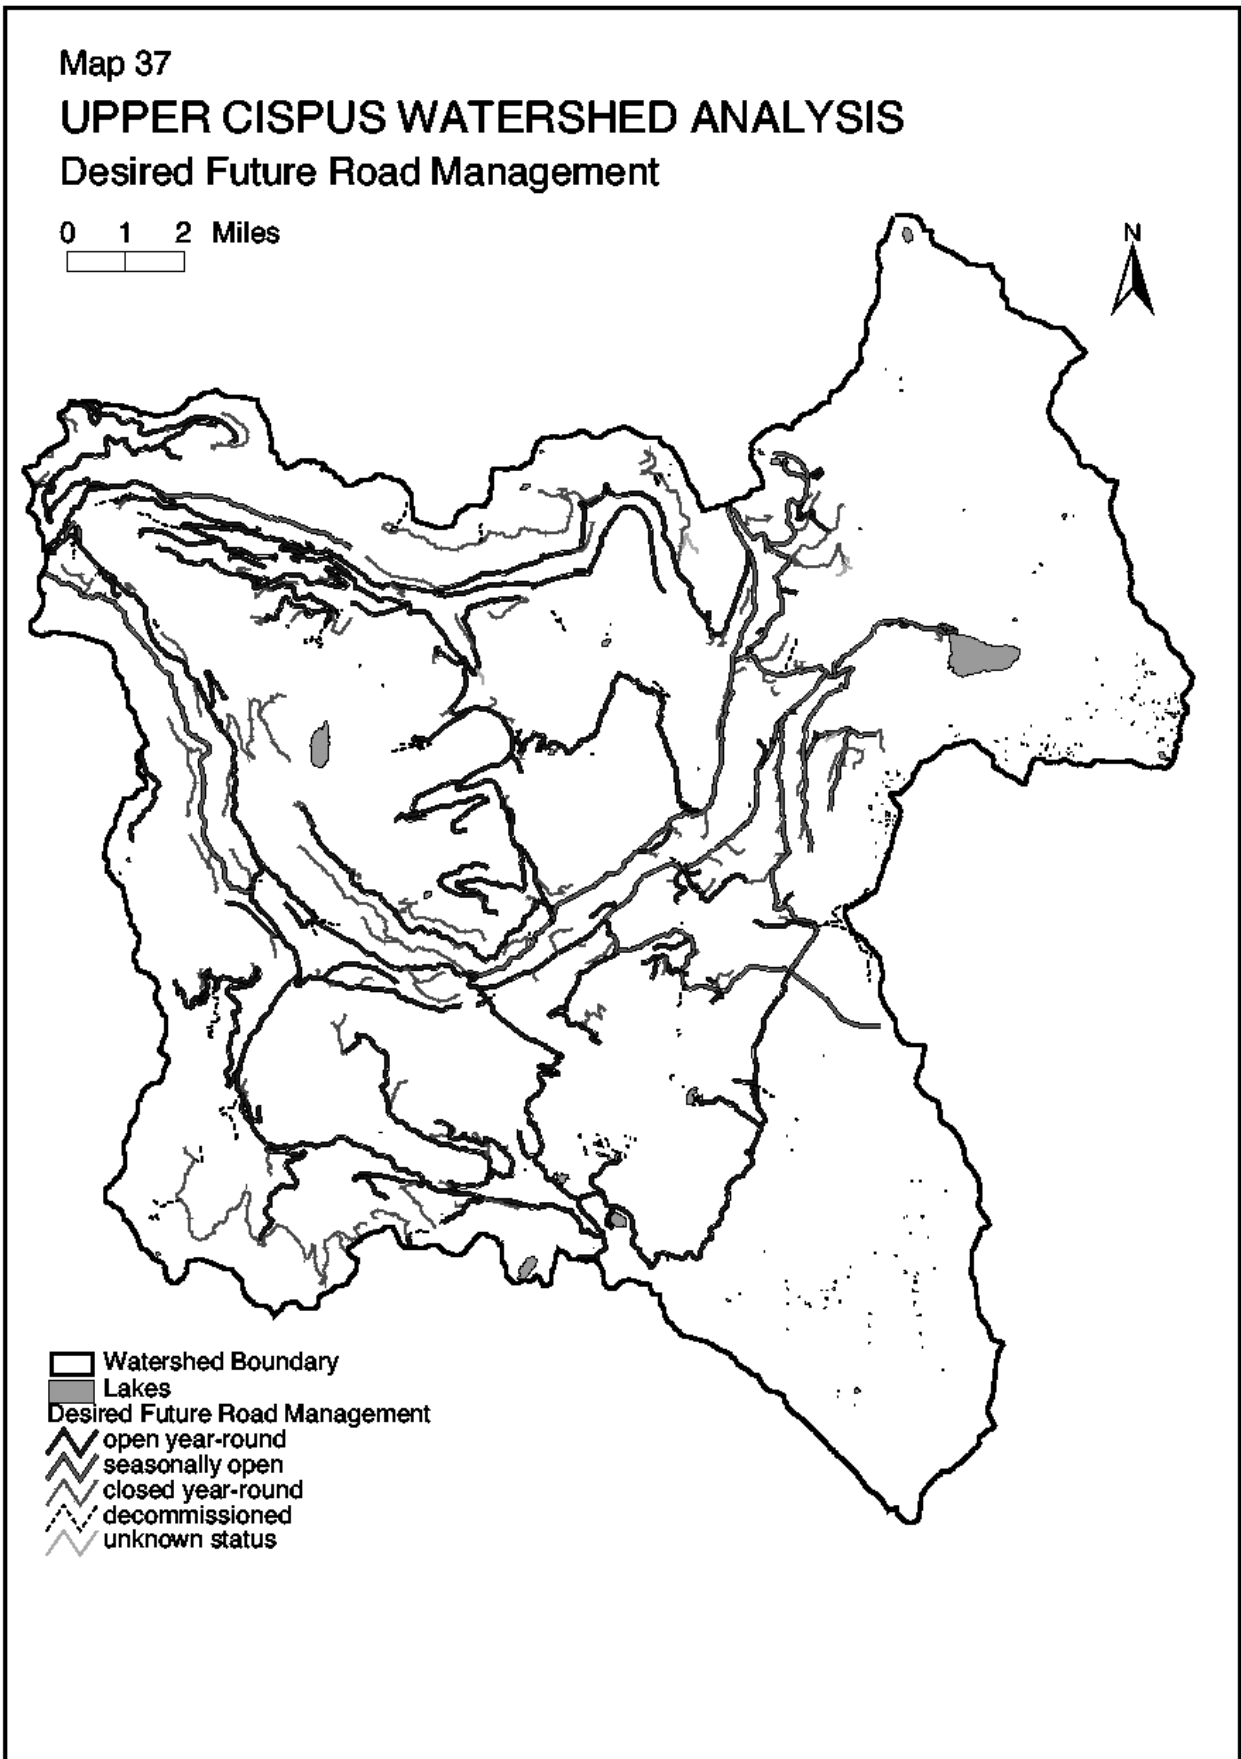 Map 37
UPPER CISPUS WATERSHED ANALYSIS
Desired Future Road Management
0 1 2 Miles
N
Watershed Boundary
Lakes
Desired Future Road Management
open year-round
seasonally open
closed year-round
decommissioned
unknown status